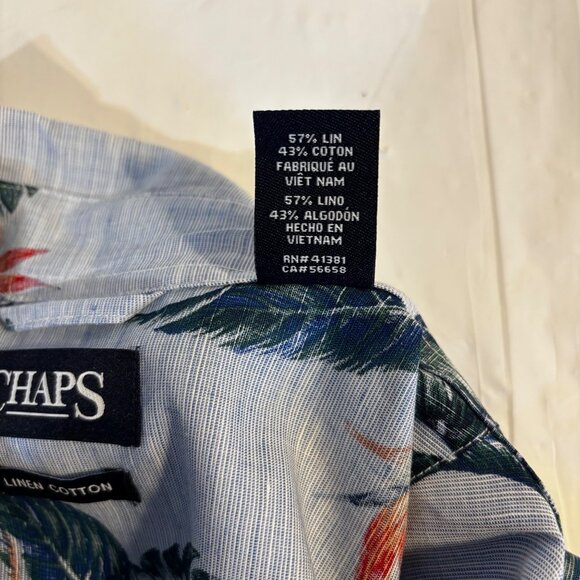 57% LIN
43% COTON
FABRIQUÉ AU
VIÊT NAM
57% LINO
43% ALGODÓN
HECHO EN
VIETNAM
RN# 41381
CA#56658
CHAPS
LINEN COTTON